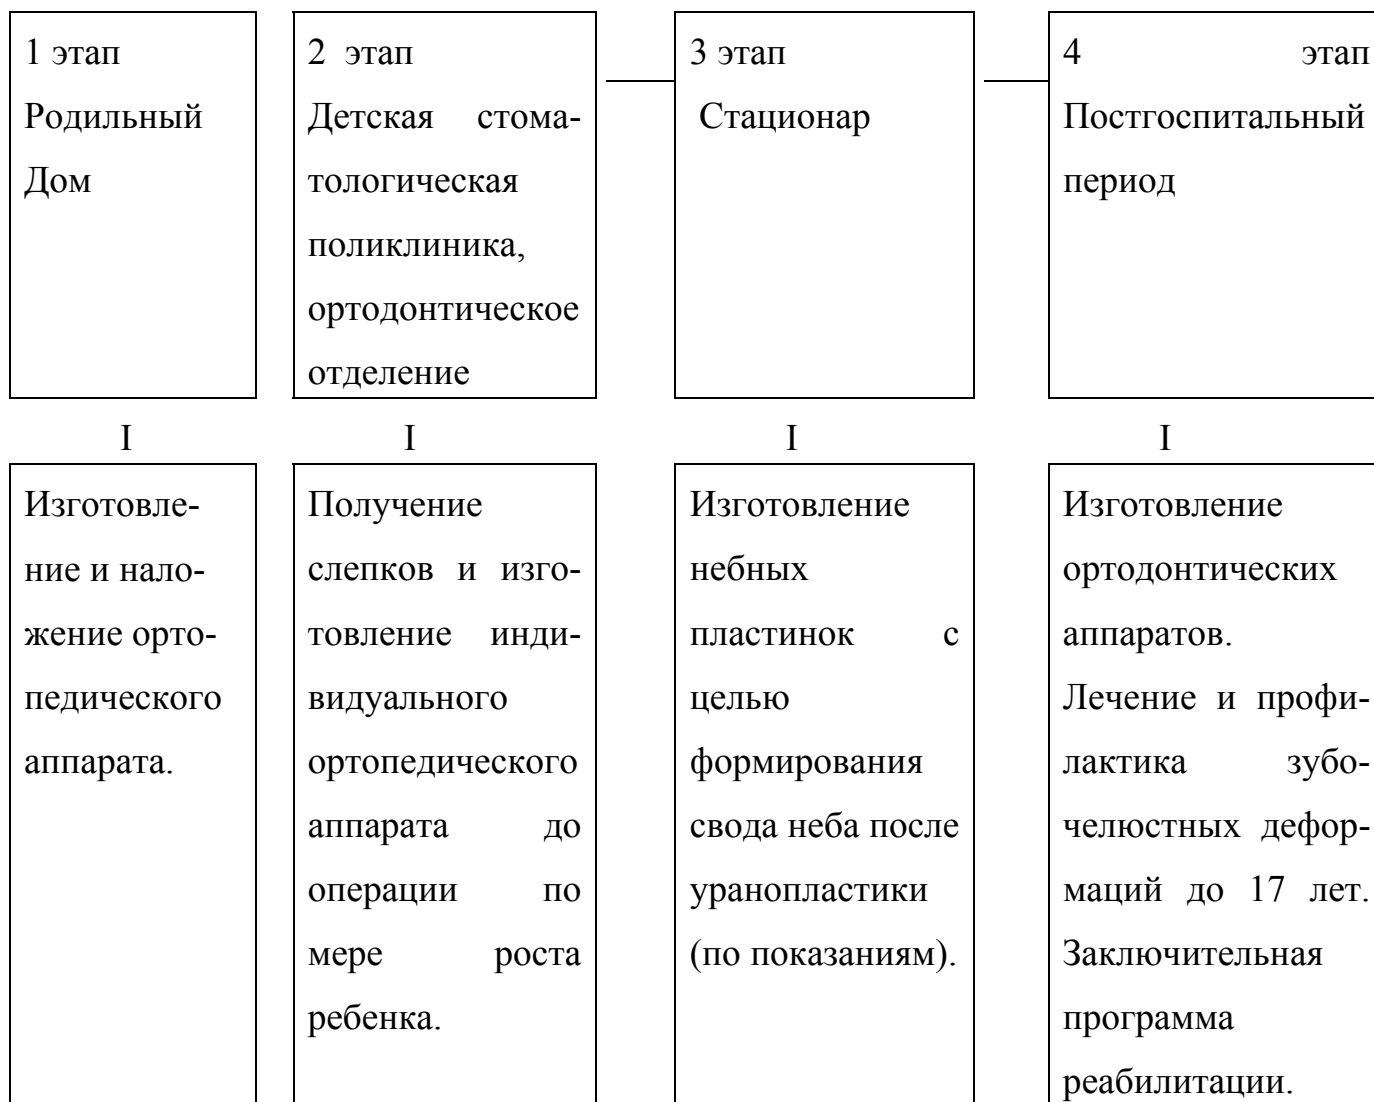 1 этап
Родильный
Дом
2 этап
Детская стома-
тологическая
поликлиника,
ортодонтическое
отделение
3 этап
Стационар
4 этап
Постгоспитальный
период
I
I
I
I
Изготовле-
ние и нало-
жение орто-
педического
аппарата.
Получение
слепков и изго-
товление инди-
видуального
ортопедического
аппарата до
операции по
мере роста
ребенка.
Изготовление
небных
пластинок с
целью
формирования
свода неба после
уранопластики
(по показаниям).
Изготовление
ортодонтических
аппаратов.
Лечение и профи-
лактика зубо-
челюстных дефор-
маций до 17 лет.
Заключительная
программа
реабилитации.